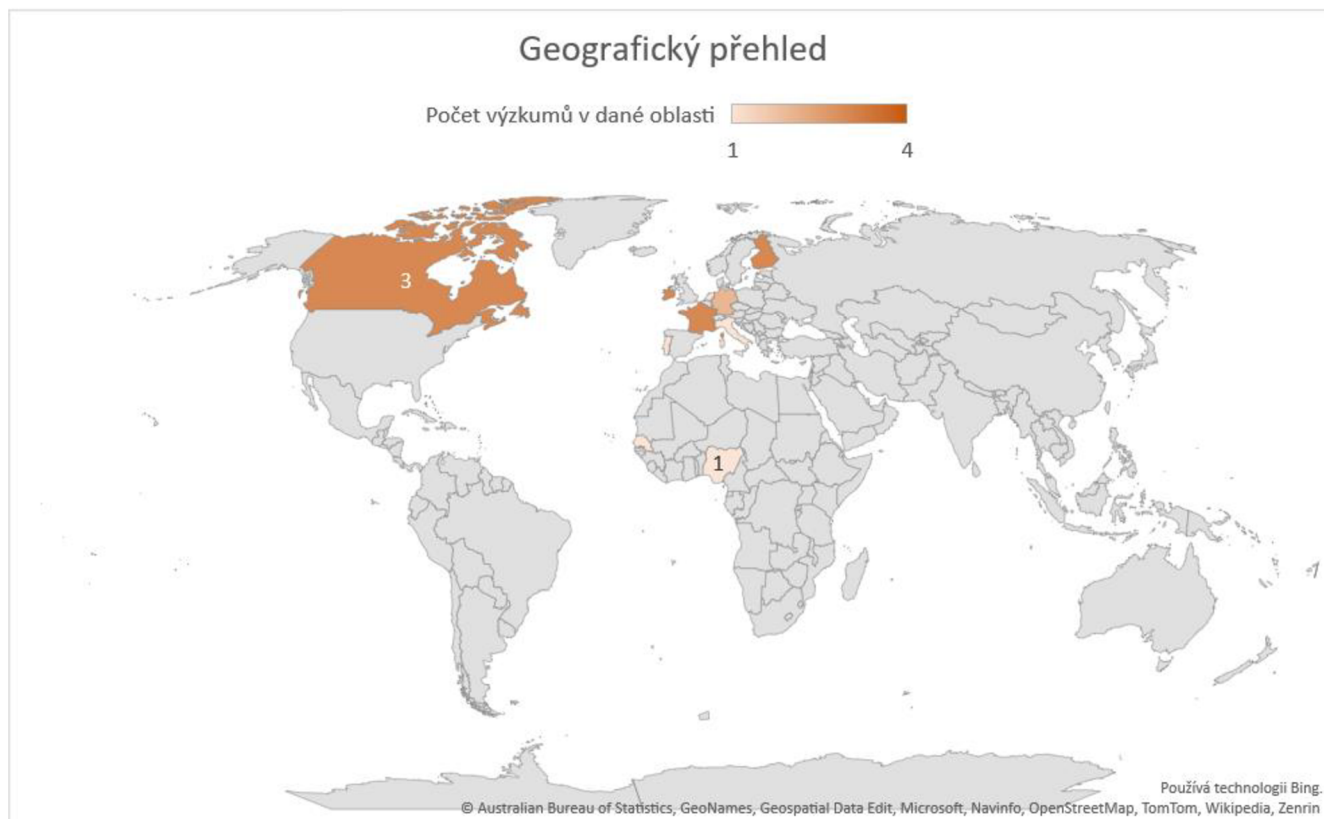 Geografický přehled
Počet výzkumů v dané oblasti
1 4
3
1
Používá technologii Bing.
© Australian Bureau of Statistics, GeoNames, Geospatial Data Edit, Microsoft, Navinfo, OpenStreetMap, TomTom, Wikipedia, Zenrin